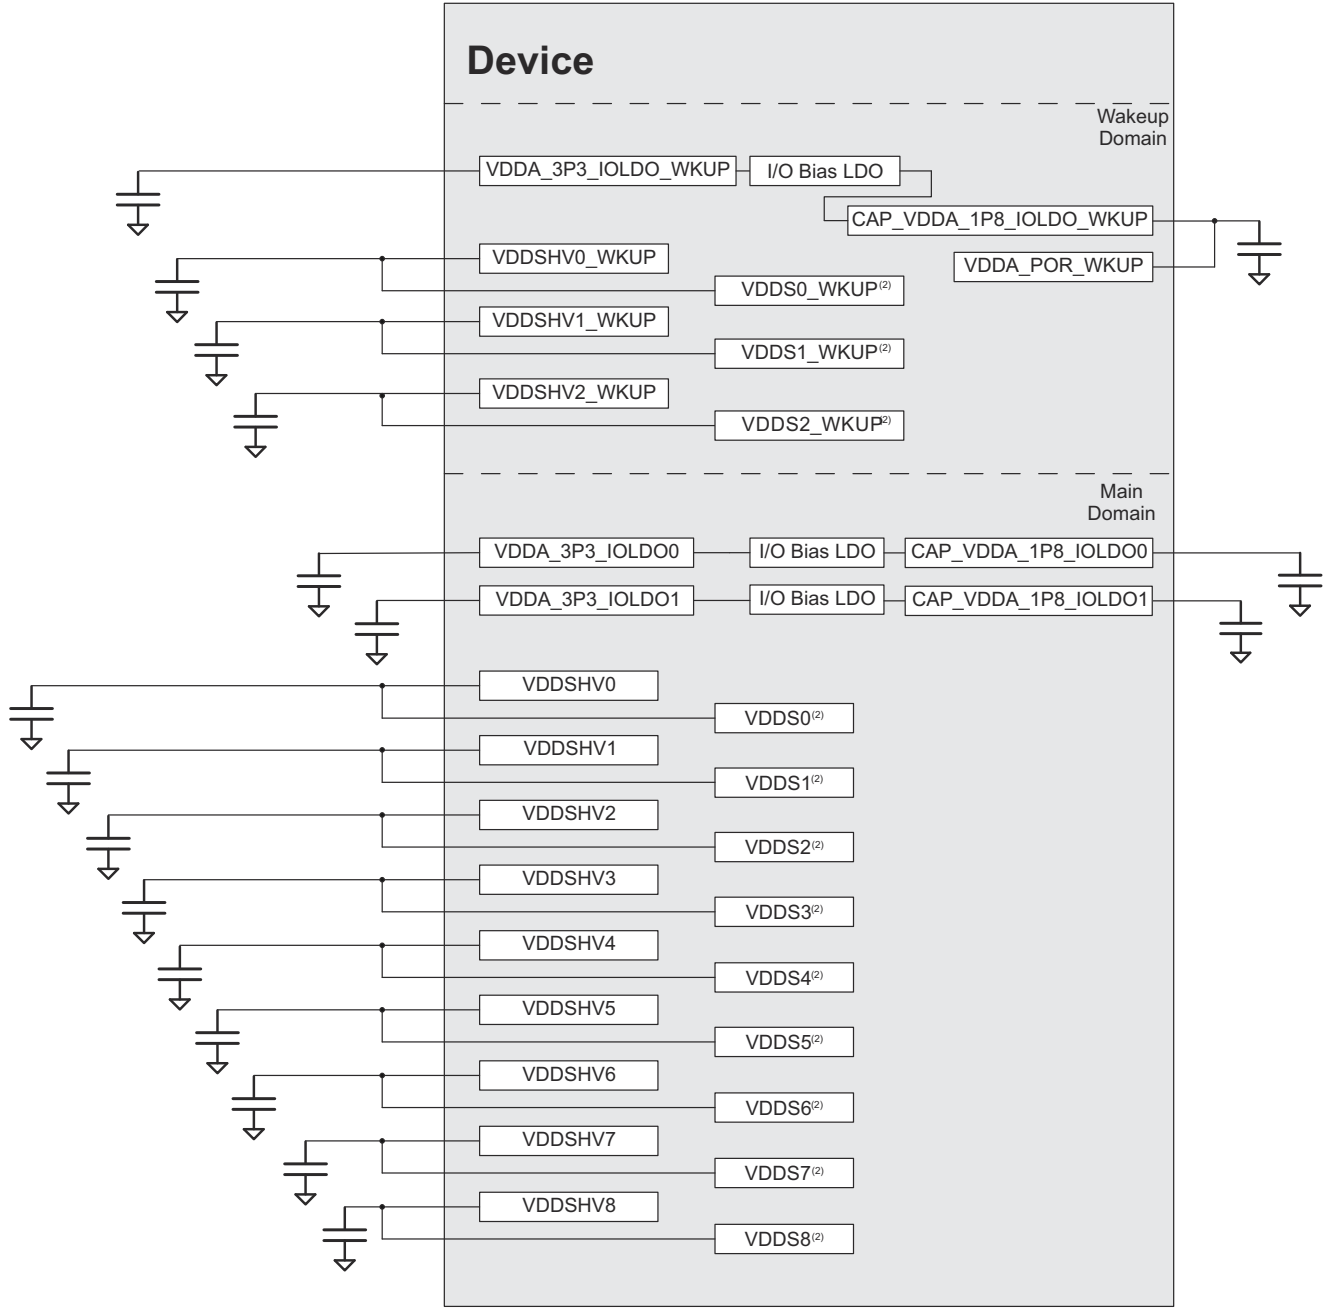 Device
Wakeup
Domain
VDDA_3P3_IOLDO_WKUP
I/O Bias LDO
CAP_VDDA_1P8_IOLDO_WKUP
VDDSHV0_WKUP
VDDA_POR_WKUP
VDDS0_WKUP(2)
VDDSHV1_WKUP
VDDS1_WKUP(2)
VDDSHV2_WKUP
VDDS2_WKUP(2)
Main
Domain
VDDA_3P3_IOLDO0
I/O Bias LDO
CAP_VDDA_1P8_IOLDO0
VDDA_3P3_IOLDO1
I/O Bias LDO
CAP_VDDA_1P8_IOLDO1
VDDSHV0
VDDS0(2)
VDDSHV1
VDDS1(2)
VDDSHV2
VDDS2(2)
VDDSHV3
VDDS3(2)
VDDSHV4
VDDS4(2)
VDDSHV5
VDDS5(2)
VDDSHV6
VDDS6(2)
VDDSHV7
VDDS7(2)
VDDSHV8
VDDS8(2)